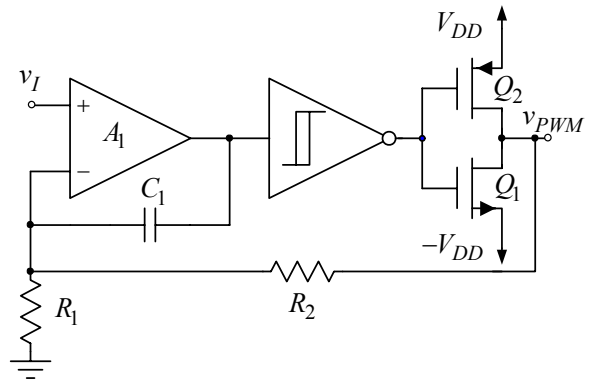 V_DD
v_I
+
A_1
Q_2
v_PWM
−
C_1
Q_1
−V_DD
R_2
R_1